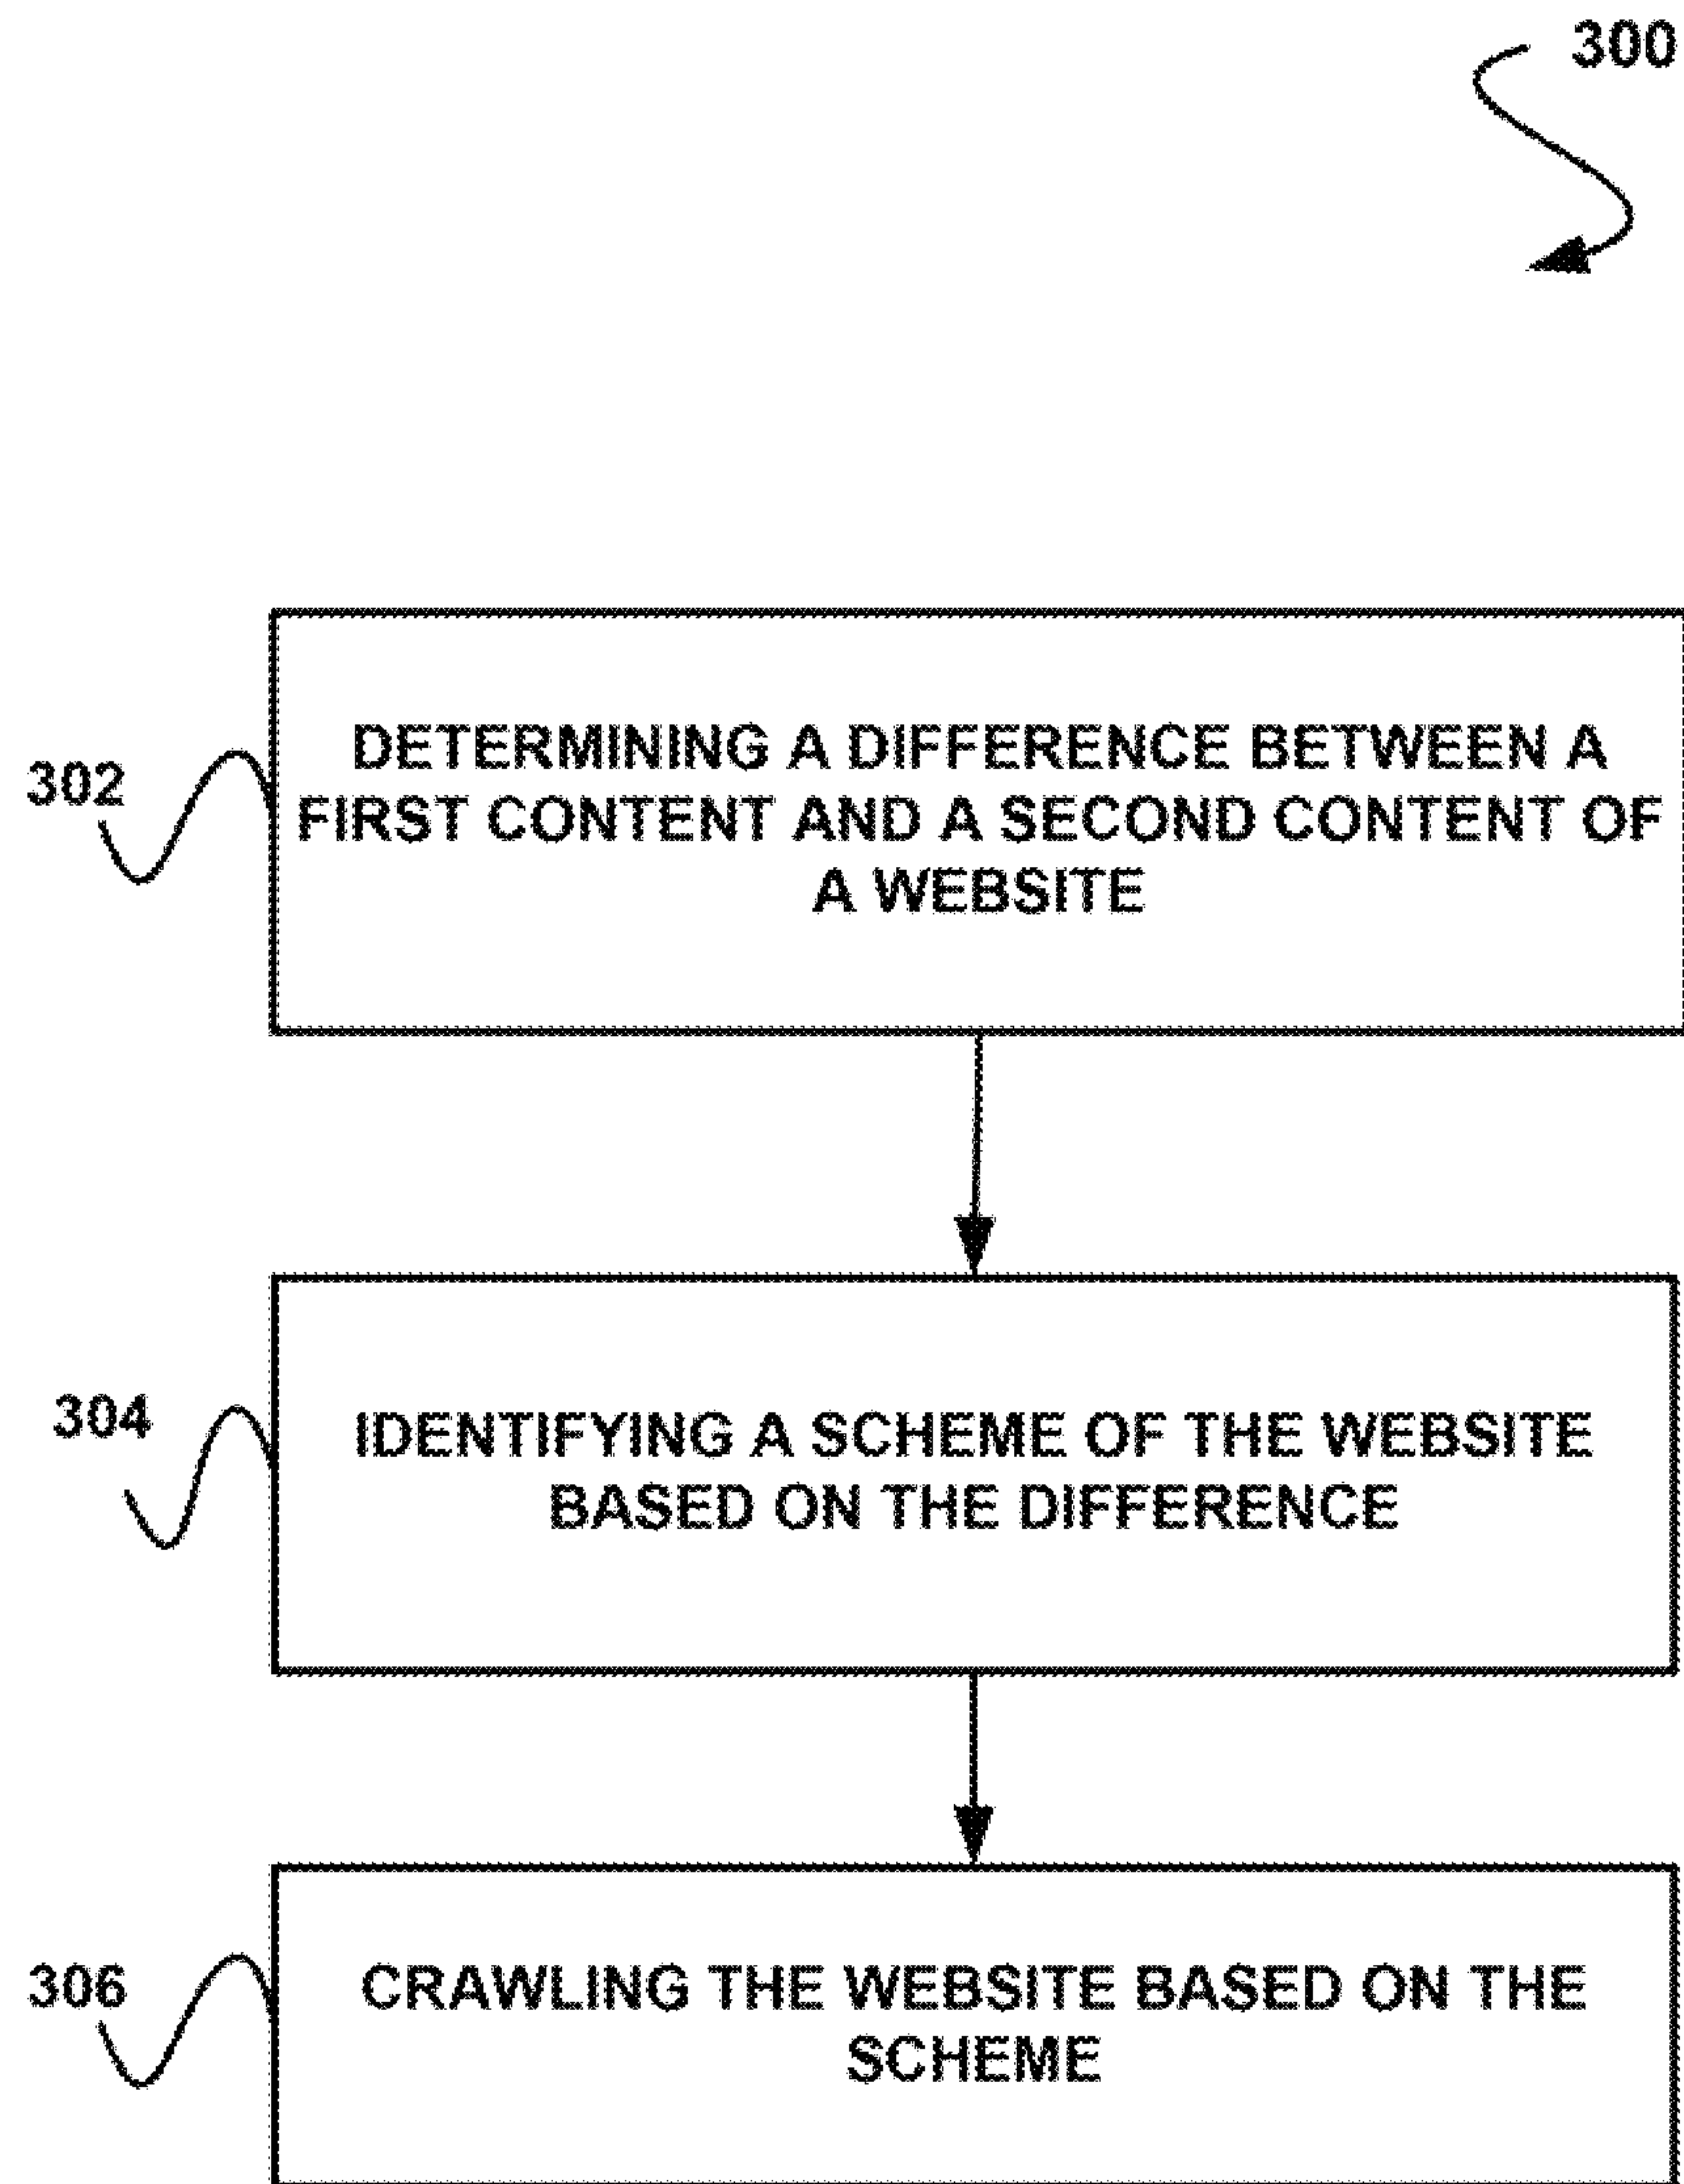 300
302
DETERMINING A DIFFERENCE BETWEEN A
FIRST CONTENT AND A SECOND CONTENT OF
A WEBSITE
304
IDENTIFYING A SCHEME OF THE WEBSITE
BASED ON THE DIFFERENCE
306
CRAWLING THE WEBSITE BASED ON THE
SCHEME